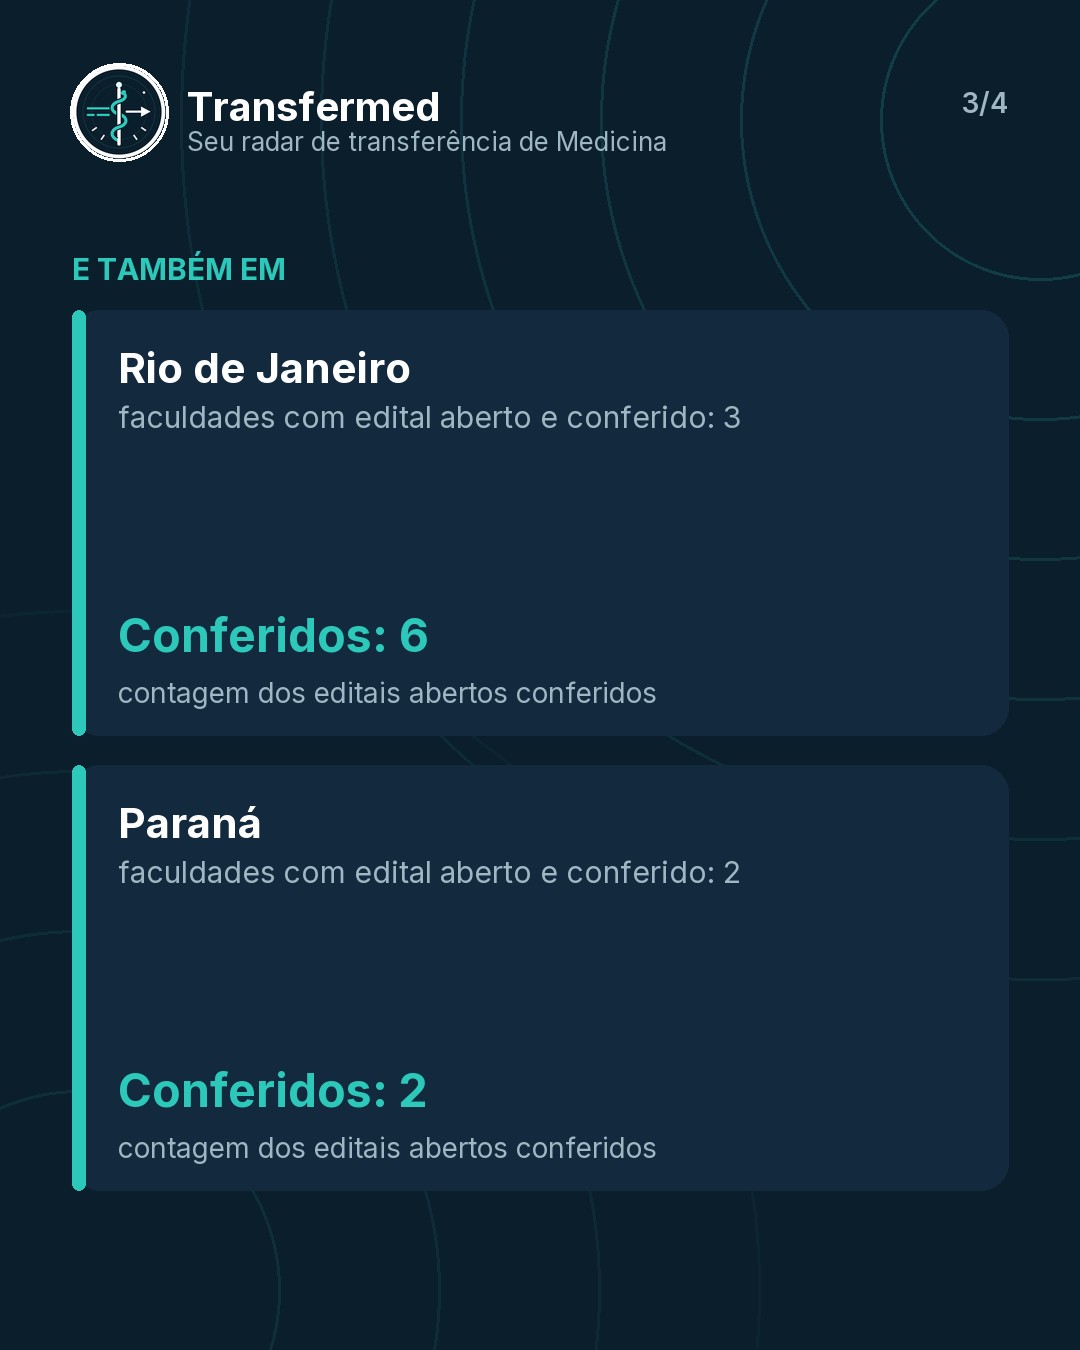 Transfermed
Seu radar de transferência de Medicina
3/4
E TAMBÉM EM
Rio de Janeiro
faculdades com edital aberto e conferido: 3
Conferidos: 6
contagem dos editais abertos conferidos
Paraná
faculdades com edital aberto e conferido: 2
Conferidos: 2
contagem dos editais abertos conferidos